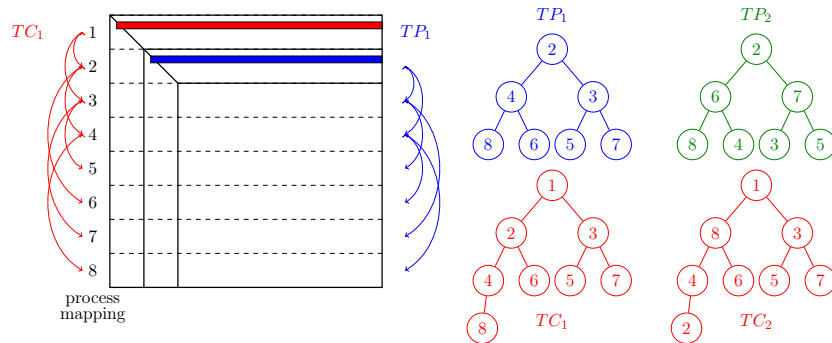 TC1
1
2
3
4
5
6
7
8
process
mapping
TP1
TP1
2
4 3
8 6 5 7
TP2
2
6 7
8 4 3 5
1
2 3
4 6 5 7
8
TC1
1
8 3
4 6 5 7
2
TC2